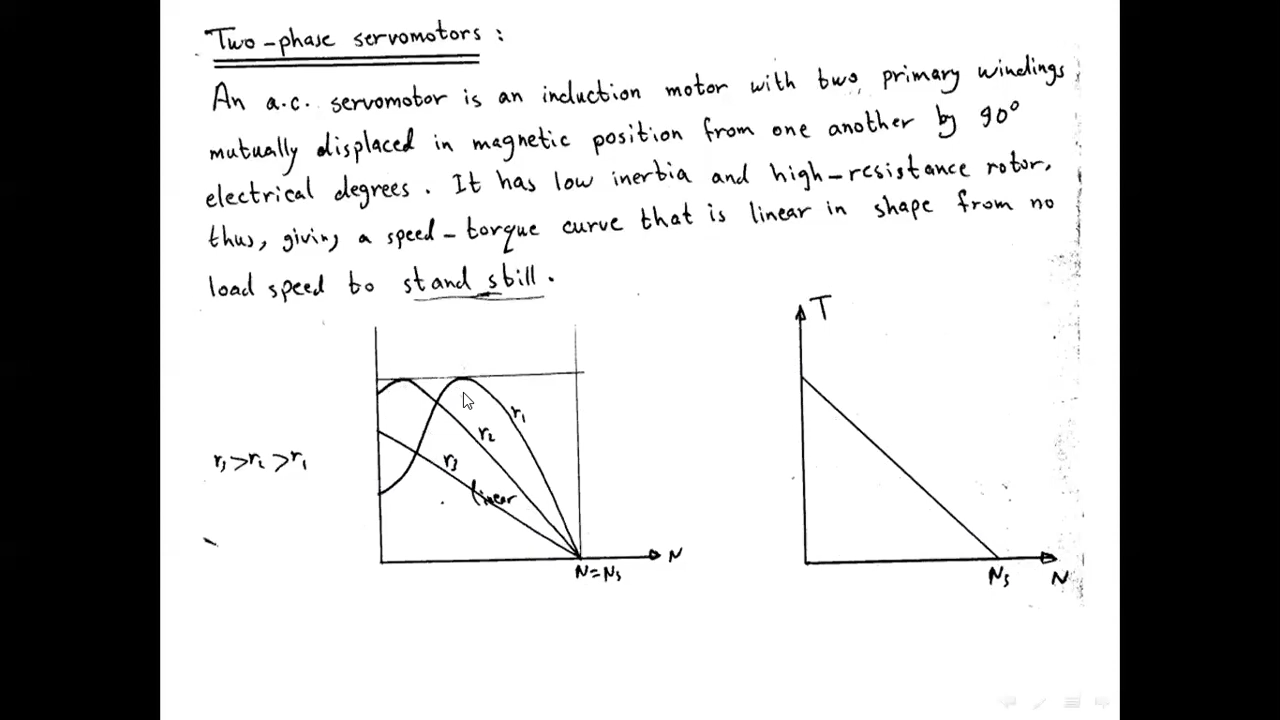 Two-phase servomotors :
An a.c. servomotor is an induction motor with two primary windings
mutually displaced in magnetic position from one another by 90°
electrical degrees. It has low inertia and high-resistance rotor,
thus, giving a speed-torque curve that is linear in shape from no
load speed to stand still.
T
r1
r2
r3
linear
r3 > r2 > r1
N
N = Ns
Ns
N